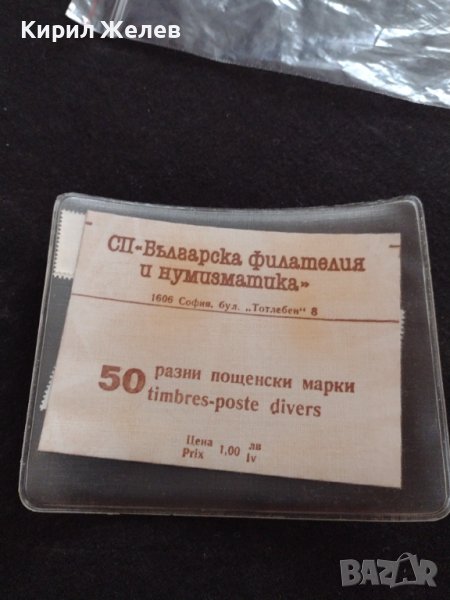 Кирил Желев
СП «Българска филателия
и нумизматика»
1606 София, бул. „Тотлебен“ 8
50 разни пощенски марки
timbres-poste divers
Цена 1,00 лв
Prix lv
BAZAR